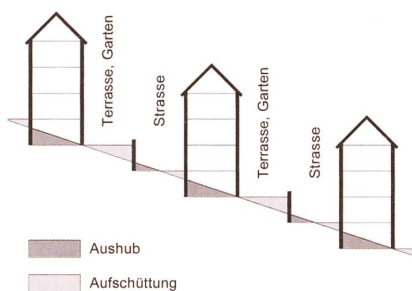 Terrasse, Garten
Strasse
Terrasse, Garten
Strasse
Aushub
Aufschüttung